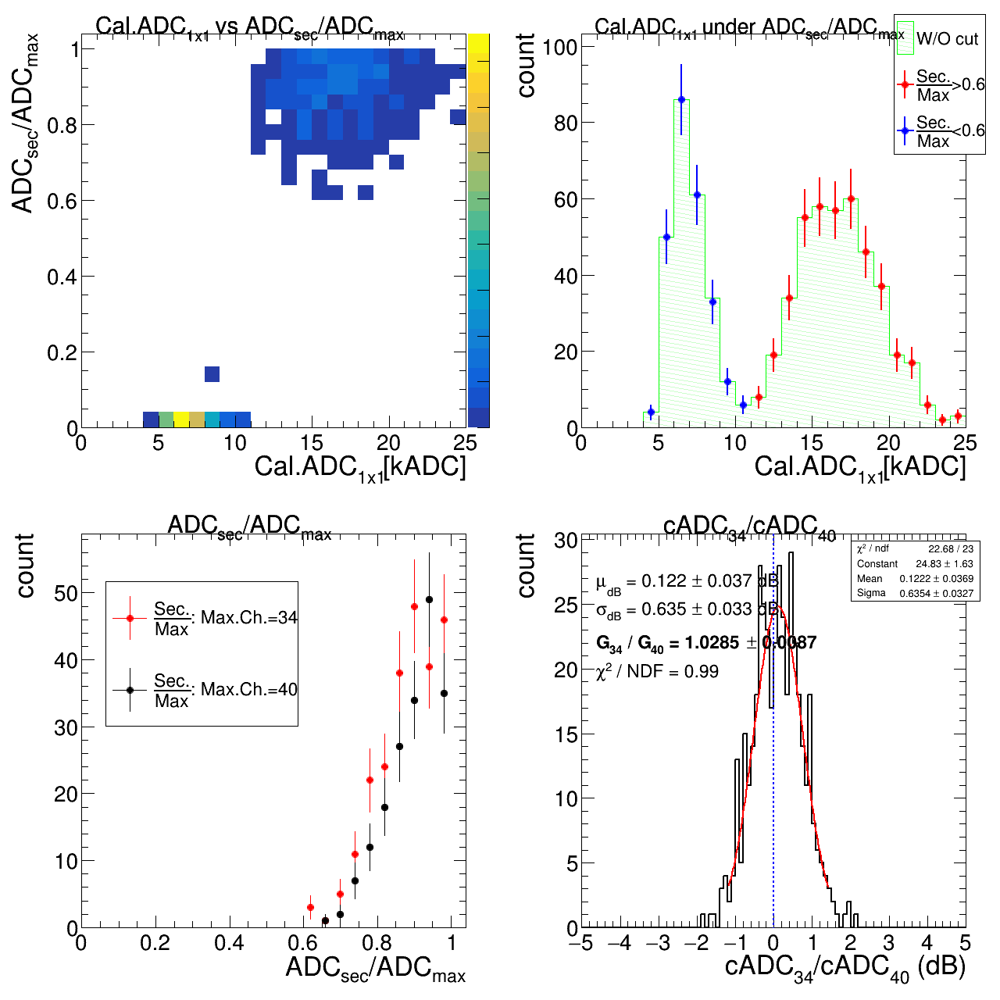 Cal.ADC1x1 vs ADCsec/ADCmax
ADCsec/ADCmax
1
0.8
0.6
0.4
0.2
0
0 5 10 15 20 25
Cal.ADC1x1[kADC]
Cal.ADC1x1 under ADCsec/ADCmax
count
100
80
60
40
20
0
0 5 10 15 20 25
Cal.ADC1x1[kADC]
W/O cut
Sec./Max >0.6
Sec./Max <0.6
ADCsec/ADCmax
count
50
40
30
20
10
0
0 0.2 0.4 0.6 0.8 1
ADCsec/ADCmax
Sec./Max: Max.Ch.=34
Sec./Max: Max.Ch.=40
cADC34/cADC40
count
30
25
20
15
10
5
0
−5 −4 −3 −2 −1 0 1 2 3 4 5
cADC34/cADC40 (dB)
μdB = 0.122 ± 0.037 dB
σdB = 0.635 ± 0.033 dB
G34 / G40 = 1.0285 ± 0.0087
χ² / NDF = 0.99
χ² / ndf 22.68 / 23
Constant 24.83 ± 1.63
Mean 0.1222 ± 0.0369
Sigma 0.6354 ± 0.0327